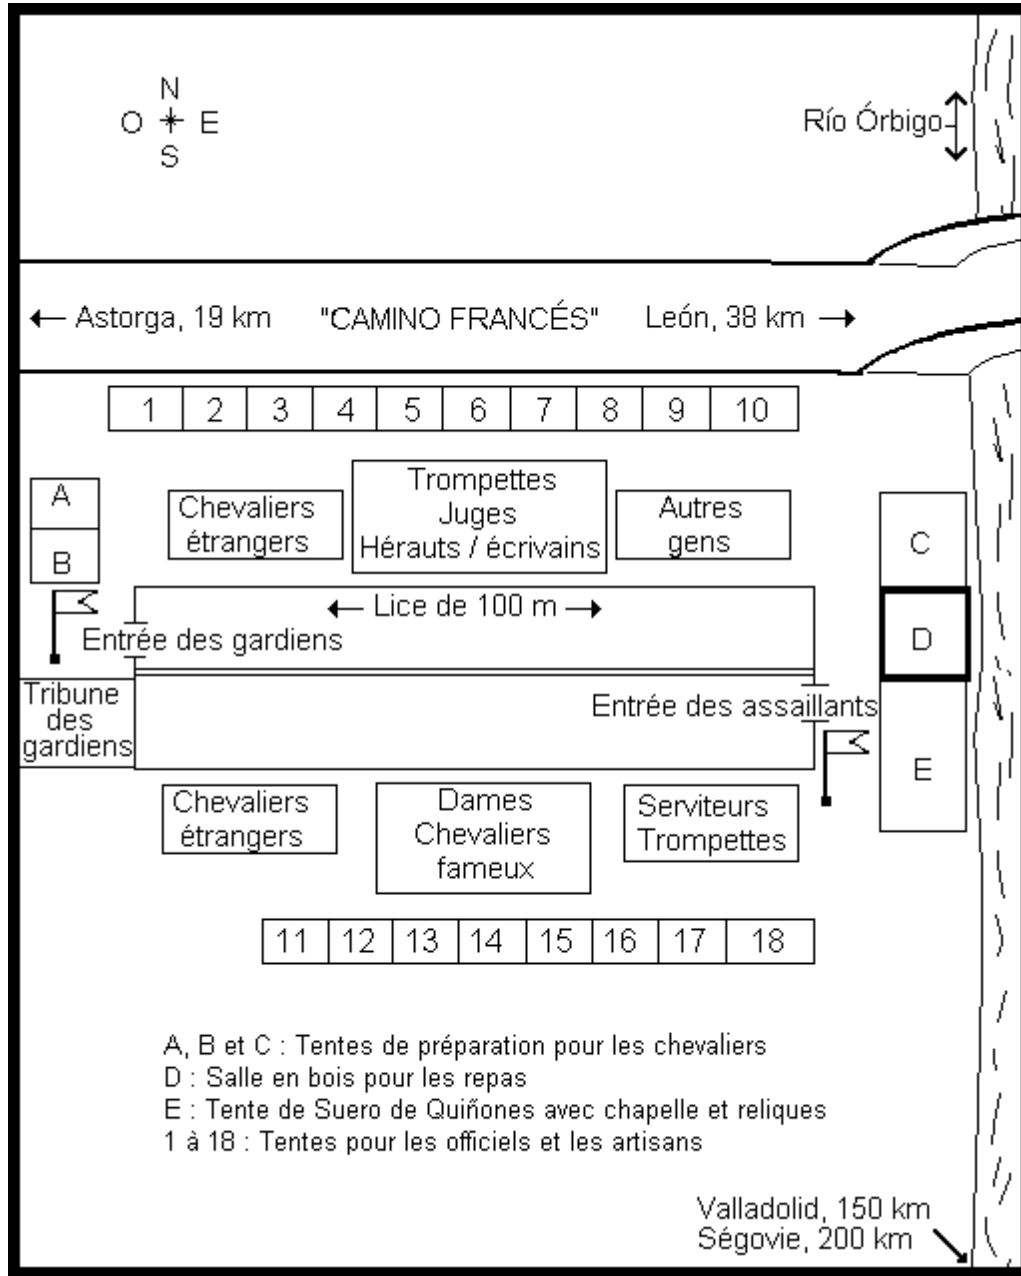 N
O E
S
Río Órbigo
Astorga, 19 km "CAMINO FRANCÉS" León, 38 km
1 2 3 4 5 6 7 8 9 10
A
B
Chevaliers
étrangers
Trompettes
Juges
Hérauts / écrivains
Autres
gens
C
D
E
Lice de 100 m
Entrée des gardiens
Tribune
des
gardiens
Entrée des assaillants
Chevaliers
étrangers
Dames
Chevaliers
fameux
Serviteurs
Trompettes
11 12 13 14 15 16 17 18
A, B et C : Tentes de préparation pour les chevaliers
D : Salle en bois pour les repas
E : Tente de Suero de Quiñones avec chapelle et reliques
1 à 18 : Tentes pour les officiels et les artisans
Valladolid, 150 km
Ségovie, 200 km